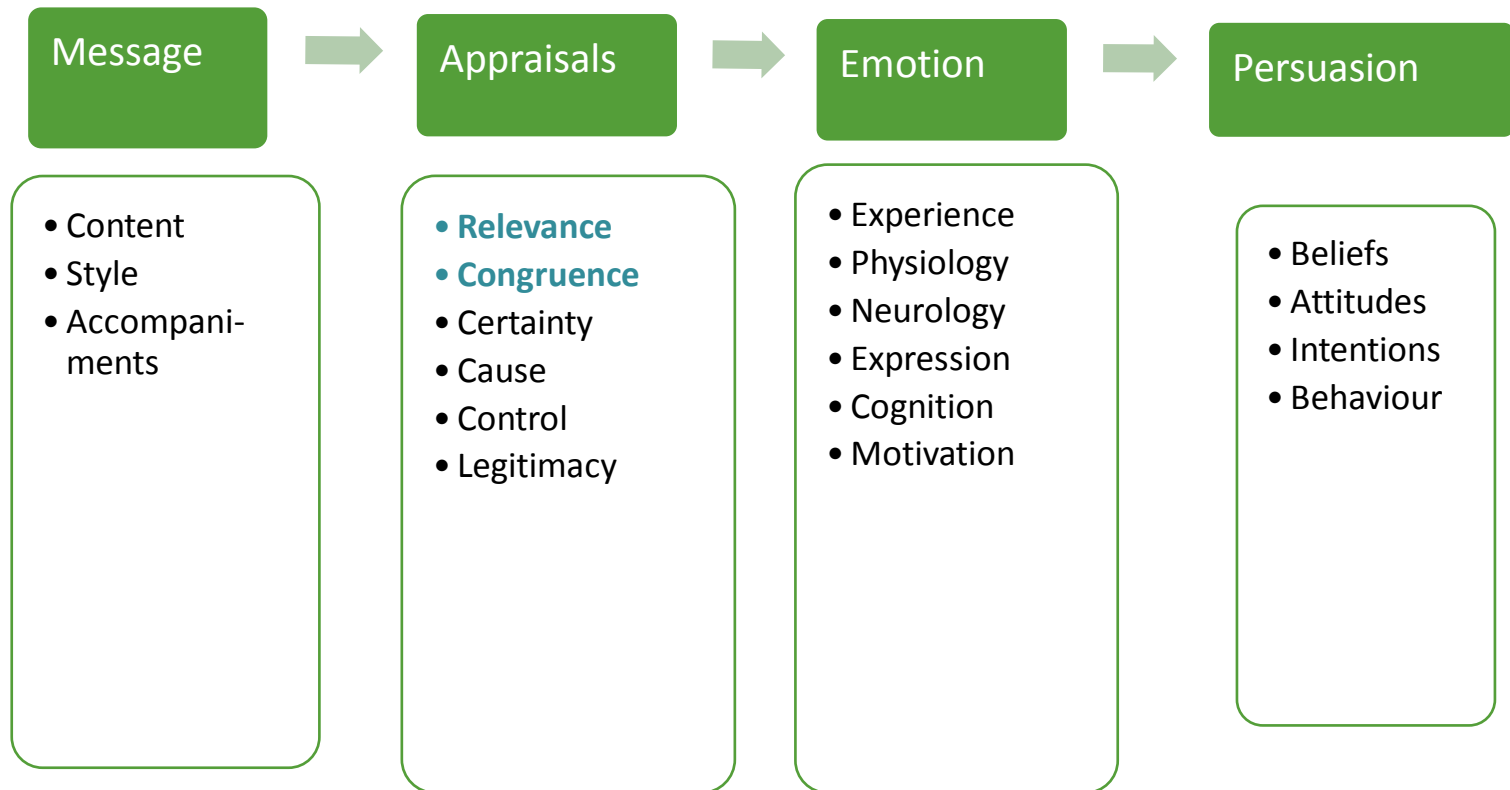 Message
• Content
• Style
• Accompani-
ments
Appraisals
• Relevance
• Congruence
• Certainty
• Cause
• Control
• Legitimacy
Emotion
• Experience
• Physiology
• Neurology
• Expression
• Cognition
• Motivation
Persuasion
• Beliefs
• Attitudes
• Intentions
• Behaviour